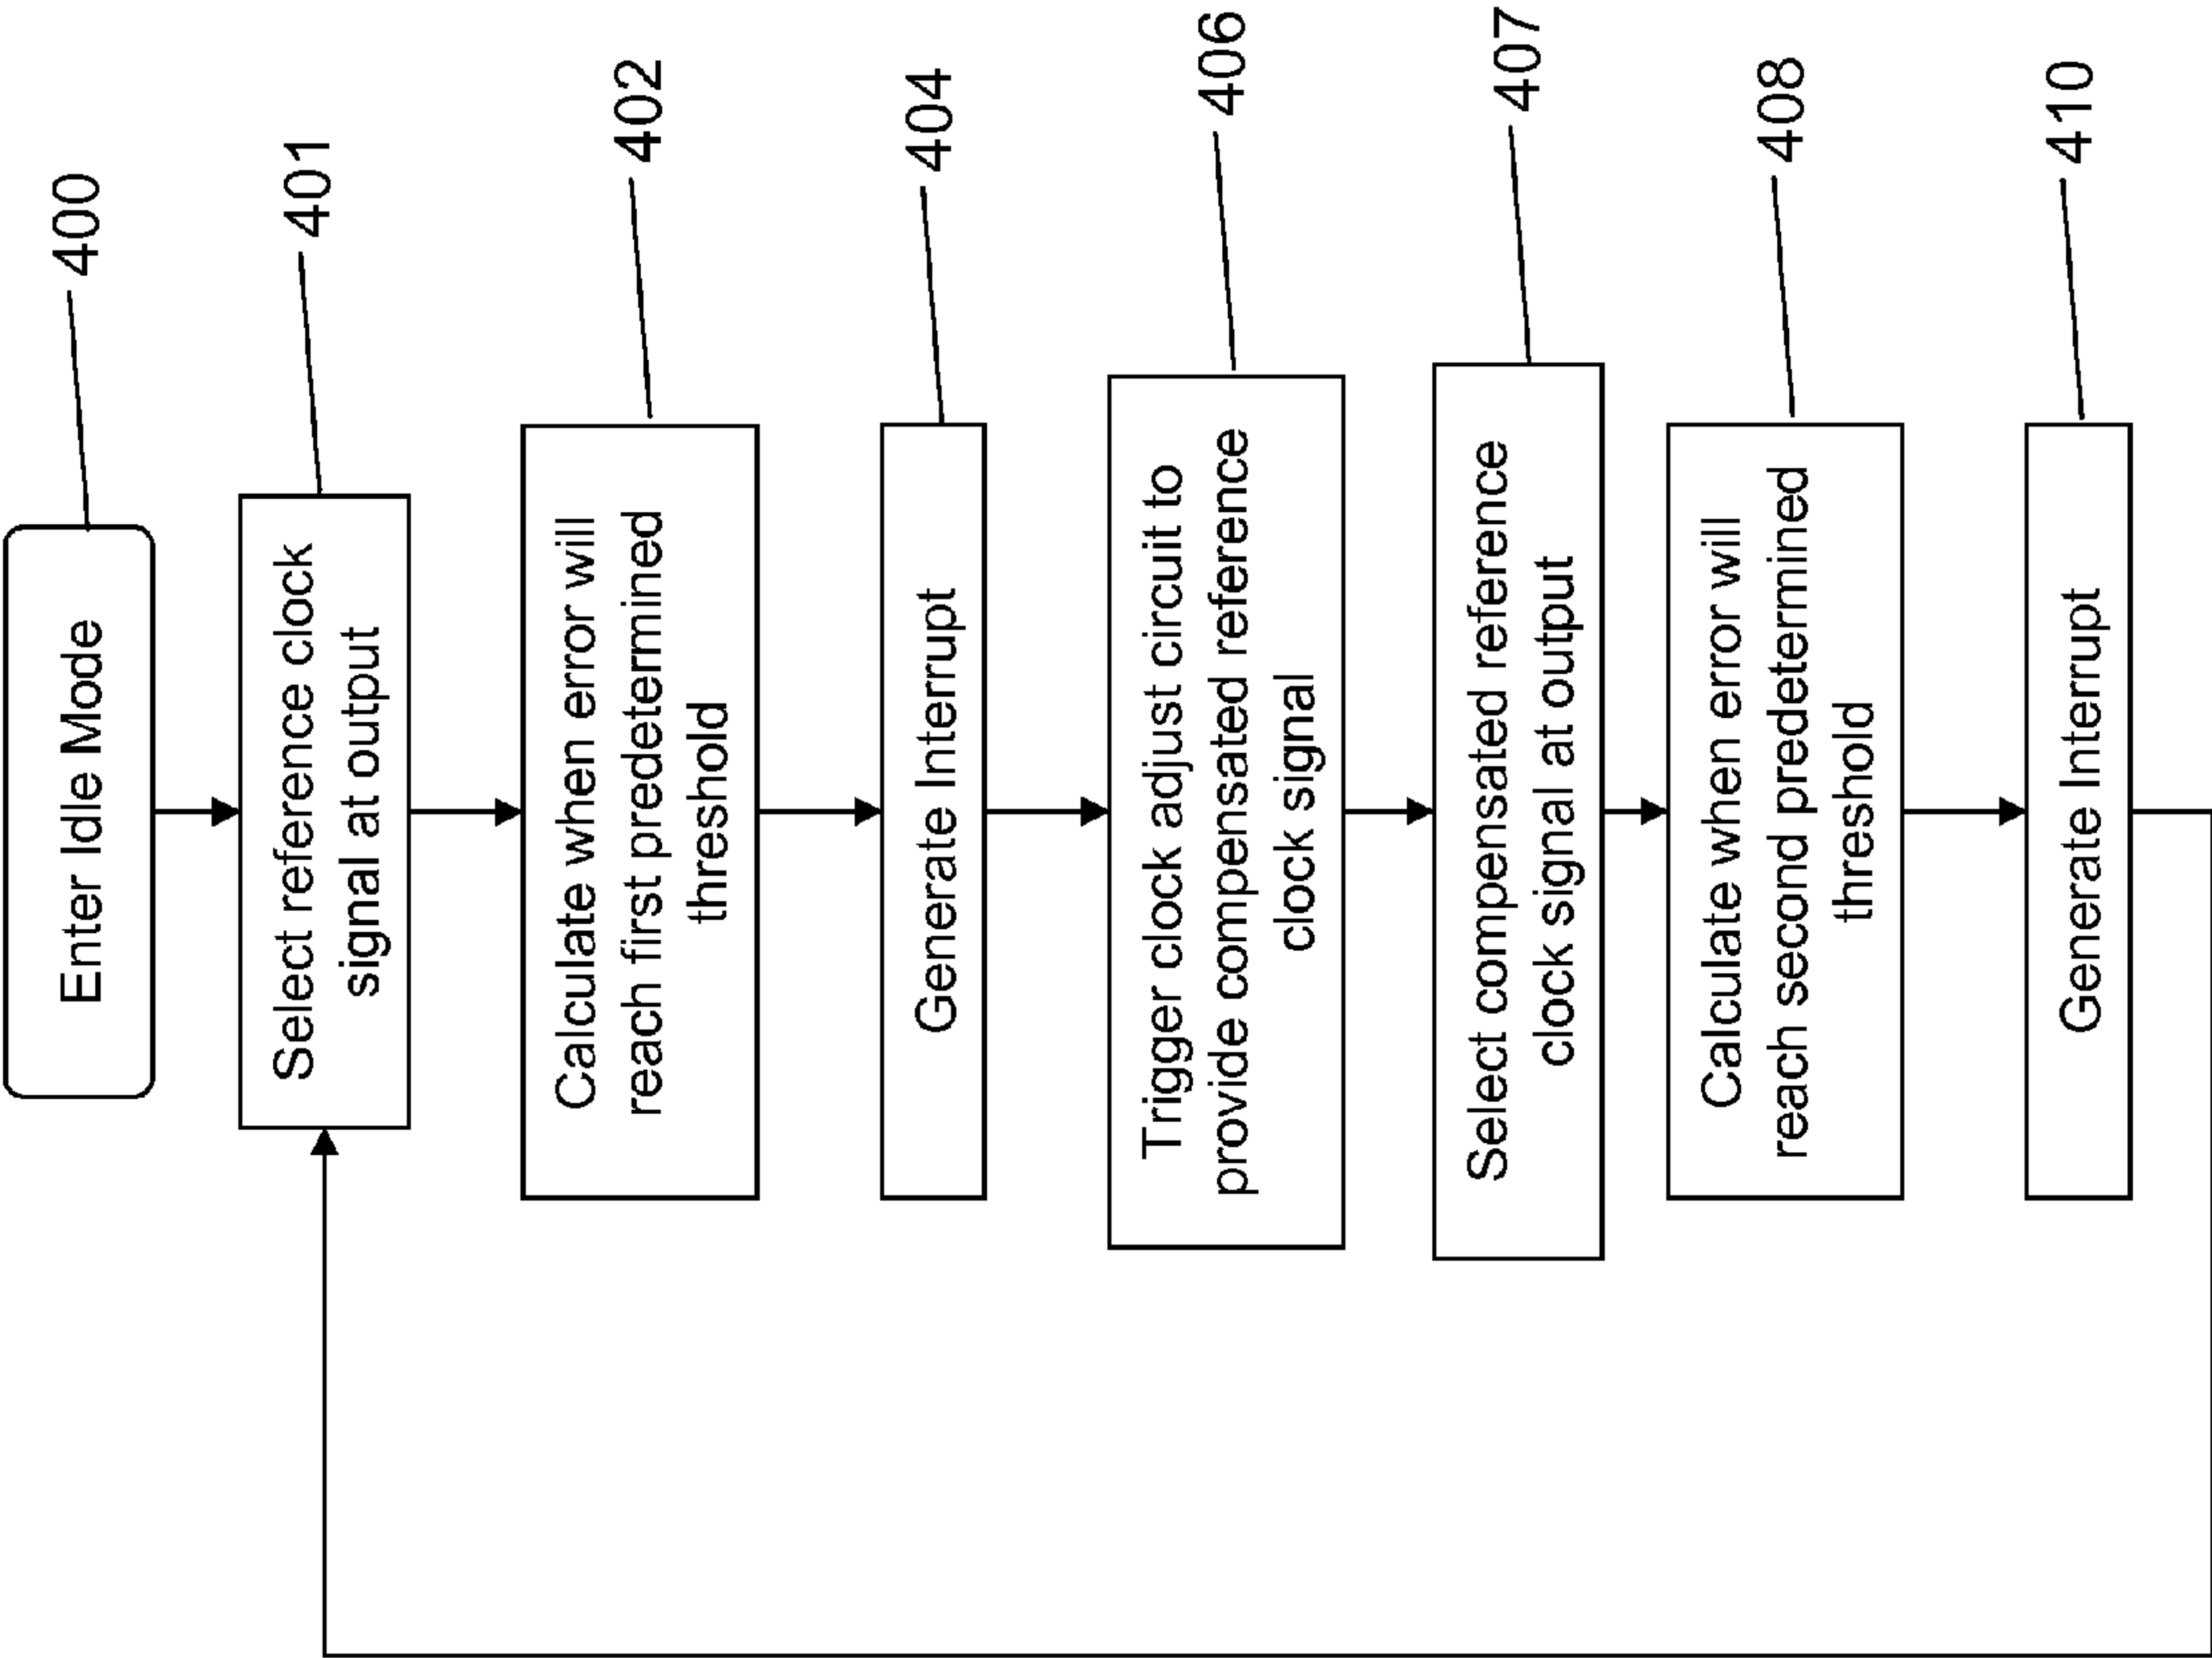 Enter Idle Mode
400
Select reference clock
signal at output
401
Calculate when error will
reach first predetermined
threshold
402
Generate Interrupt
404
Trigger clock adjust circuit to
provide compensated reference
clock signal
406
Select compensated reference
clock signal at output
407
Calculate when error will
reach second predetermined
threshold
408
Generate Interrupt
410